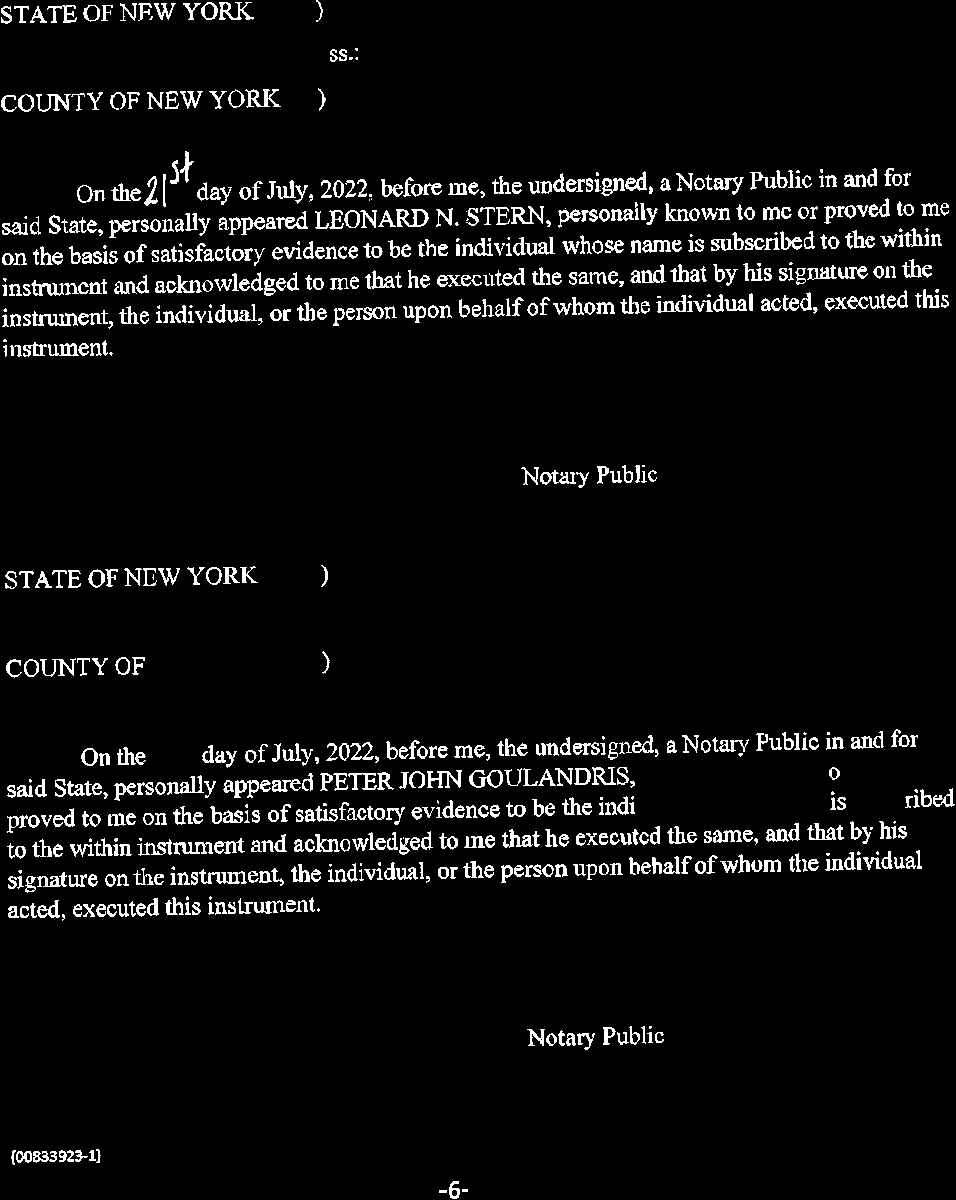 STATE OF NEW YORK )
ss.:
COUNTY OF NEW YORK )
On the 21st day of July, 2022, before me, the undersigned, a Notary Public in and for
said State, personally appeared LEONARD N. STERN, personally known to me or proved to me
on the basis of satisfactory evidence to be the individual whose name is subscribed to the within
instrument and acknowledged to me that he executed the same, and that by his signature on the
instrument, the individual, or the person upon behalf of whom the individual acted, executed this
instrument.
Notary Public
STATE OF NEW YORK )
COUNTY OF )
On the day of July, 2022, before me, the undersigned, a Notary Public in and for
said State, personally appeared PETER JOHN GOULANDRIS, o
proved to me on the basis of satisfactory evidence to be the indi is ribed
to the within instrument and acknowledged to me that he executed the same, and that by his
signature on the instrument, the individual, or the person upon behalf of whom the individual
acted, executed this instrument.
Notary Public
{00833923-1}
-6-